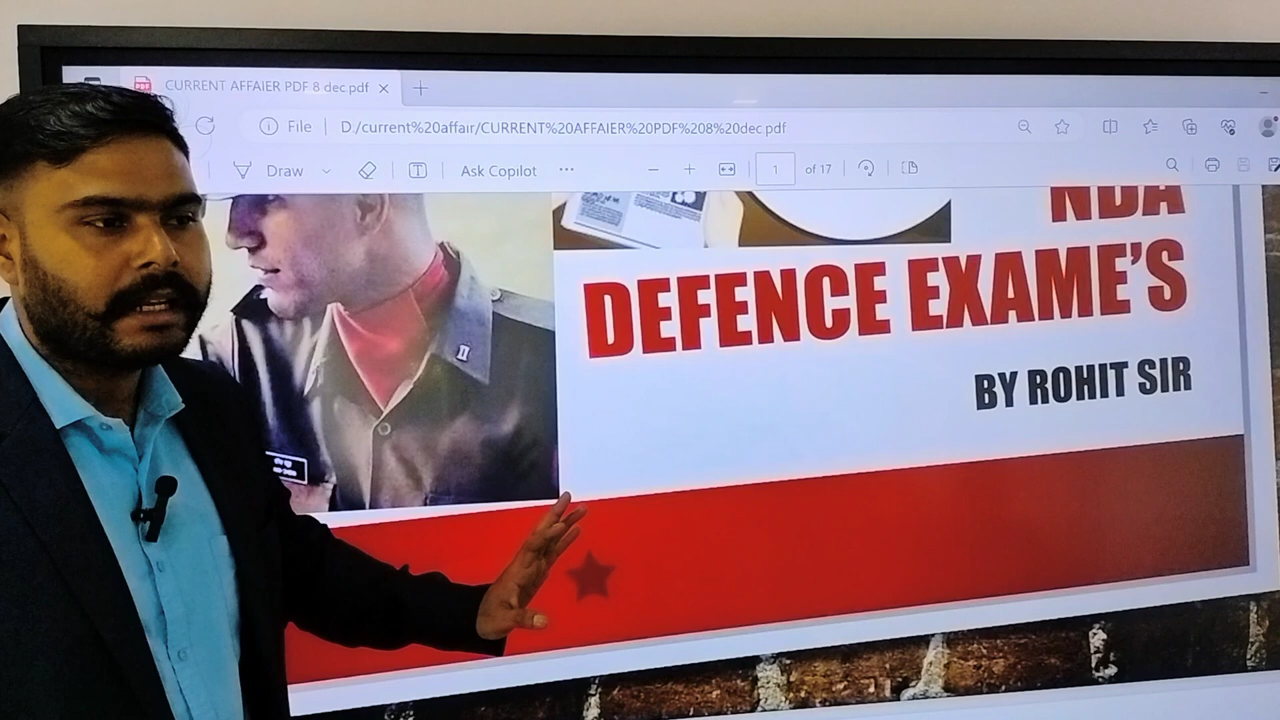 CURRENT AFFAIER PDF 8 dec.pdf
File
D:/current%20affair/CURRENT%20AFFAIER%20PDF%208%20dec.pdf
Draw
Ask Copilot
1
of 17
NDA
DEFENCE EXAME'S
BY ROHIT SIR